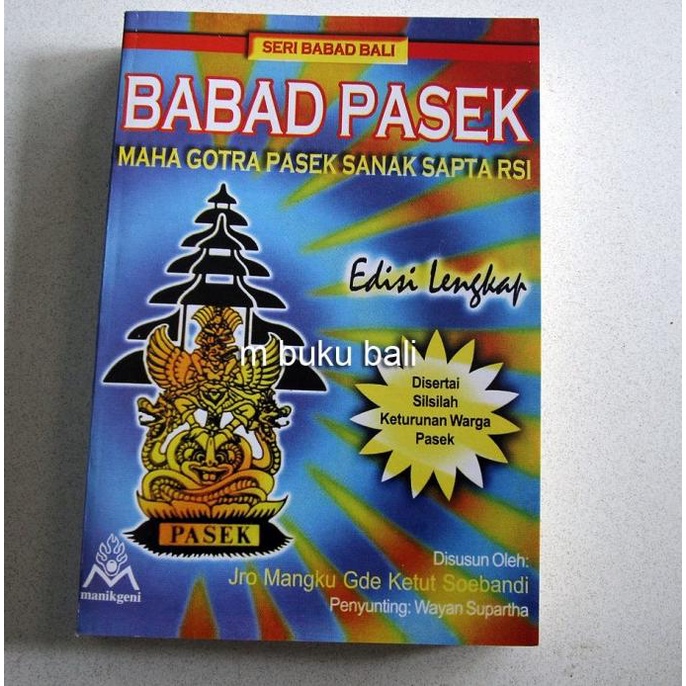 SERI BABAD BALI
BABAD PASEK
MAHA GOTRA PASEK SANAK SAPTA RSI
Edisi Lengkap
m buku bali
Disertai
Silsilah
Keturunan Warga
Pasek
PASEK
Disusun Oleh:
Jro Mangku Gde Ketut Soebandi
Penyunting: Wayan Supartha
manikgeni